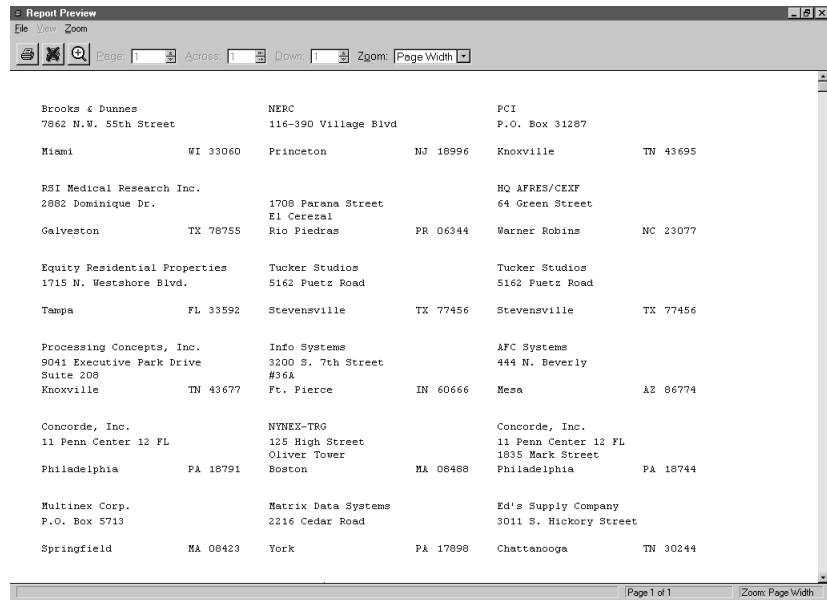 Report Preview
File View Zoom
Page: 1 Across: 1 Down: 1 Zoom: Page Width
Brooks & Dunnes NERC PCI
7862 N.W. 55th Street 116-390 Village Blvd P.O. Box 31287
Miami WI 33060 Princeton NJ 18996 Knoxville TN 43695
RSI Medical Research Inc. HQ AFRES/CEXF
2882 Dominique Dr. 1708 Parana Street 64 Green Street
El Cerezal
Galveston TX 78755 Rio Piedras PR 06344 Warner Robins NC 23077
Equity Residential Properties Tucker Studios Tucker Studios
1715 N. Westshore Blvd. 5162 Puetz Road 5162 Puetz Road
Tampa FL 33592 Stevensville TX 77456 Stevensville TX 77456
Processing Concepts, Inc. Info Systems AFC Systems
9041 Executive Park Drive 3200 S. 7th Street 444 N. Beverly
Suite 208 #36A
Knoxville TN 43677 Ft. Pierce IN 60666 Mesa AZ 86774
Concorde, Inc. NYNEX-TRG Concorde, Inc.
11 Penn Center 12 FL 125 High Street 11 Penn Center 12 FL
Oliver Tower 1835 Mark Street
Philadelphia PA 18791 Boston MA 08488 Philadelphia PA 18744
Multinex Corp. Matrix Data Systems Ed's Supply Company
P.O. Box 5713 2216 Cedar Road 3011 S. Hickory Street
Springfield MA 08423 York PA 17898 Chattanooga TN 30244
Page 1 of 1 Zoom: Page Width